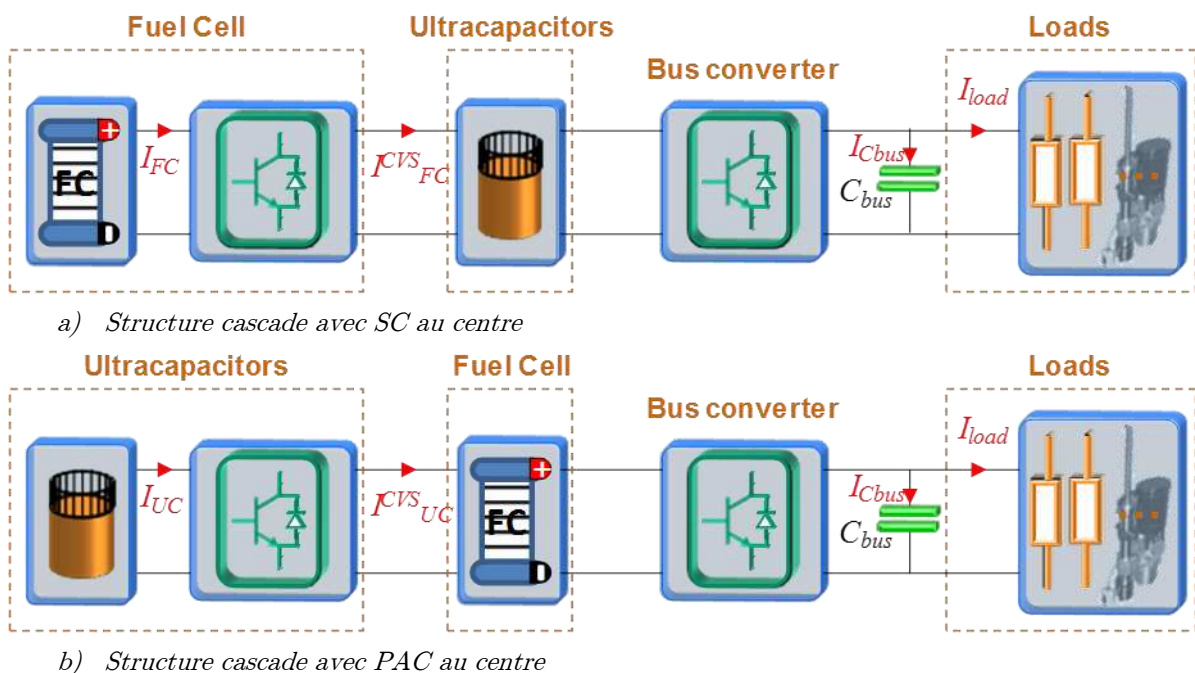 Fuel Cell
Ultracapacitors
Bus converter
Loads
I_FC
I^CVS_FC
I_Cbus
C_bus
I_load
FC
+
D
a) Structure cascade avec SC au centre
Ultracapacitors
Fuel Cell
Bus converter
Loads
I_UC
I^CVS_UC
I_Cbus
C_bus
I_load
FC
+
D
b) Structure cascade avec PAC au centre